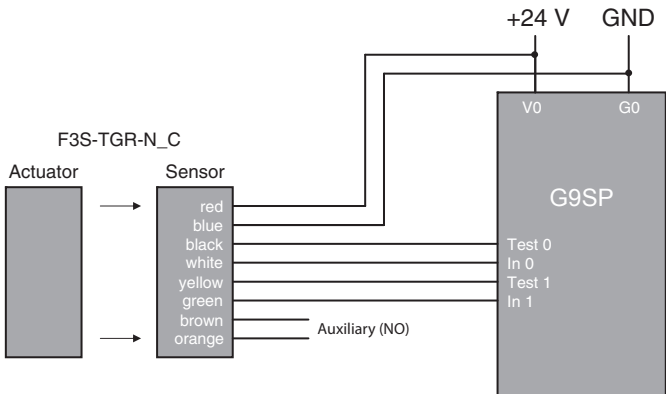 +24 V GND
V0 G0
F3S-TGR-N_C
Actuator Sensor
G9SP
red
blue
black Test 0
white In 0
yellow Test 1
green In 1
brown
Auxiliary (NO)
orange